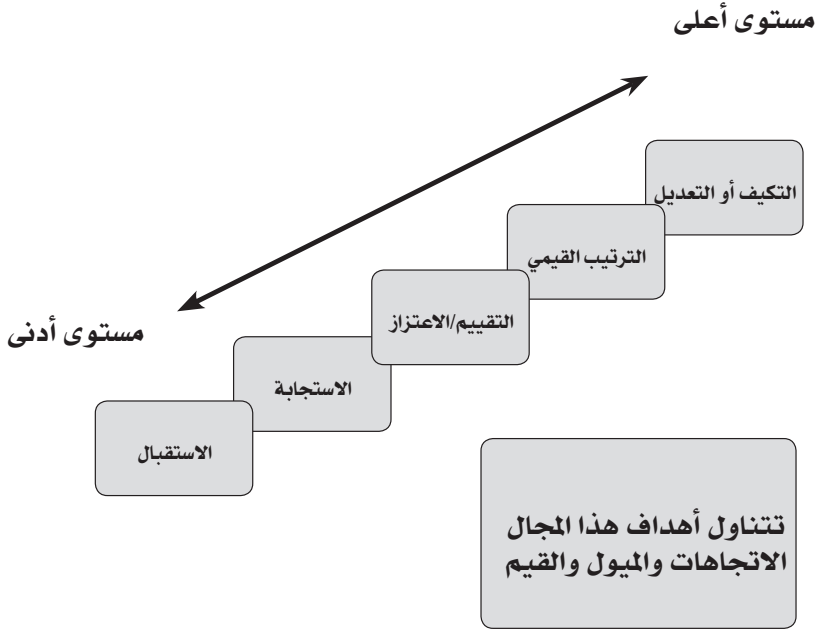 مستوى أعلى
التكيف أو التعديل
الترتيب القيمي
التقييم/الاعتزاز
مستوى أدنى
الاستجابة
الاستقبال
تتناول أهداف هذا المجال
الاتجاهات والميول والقيم